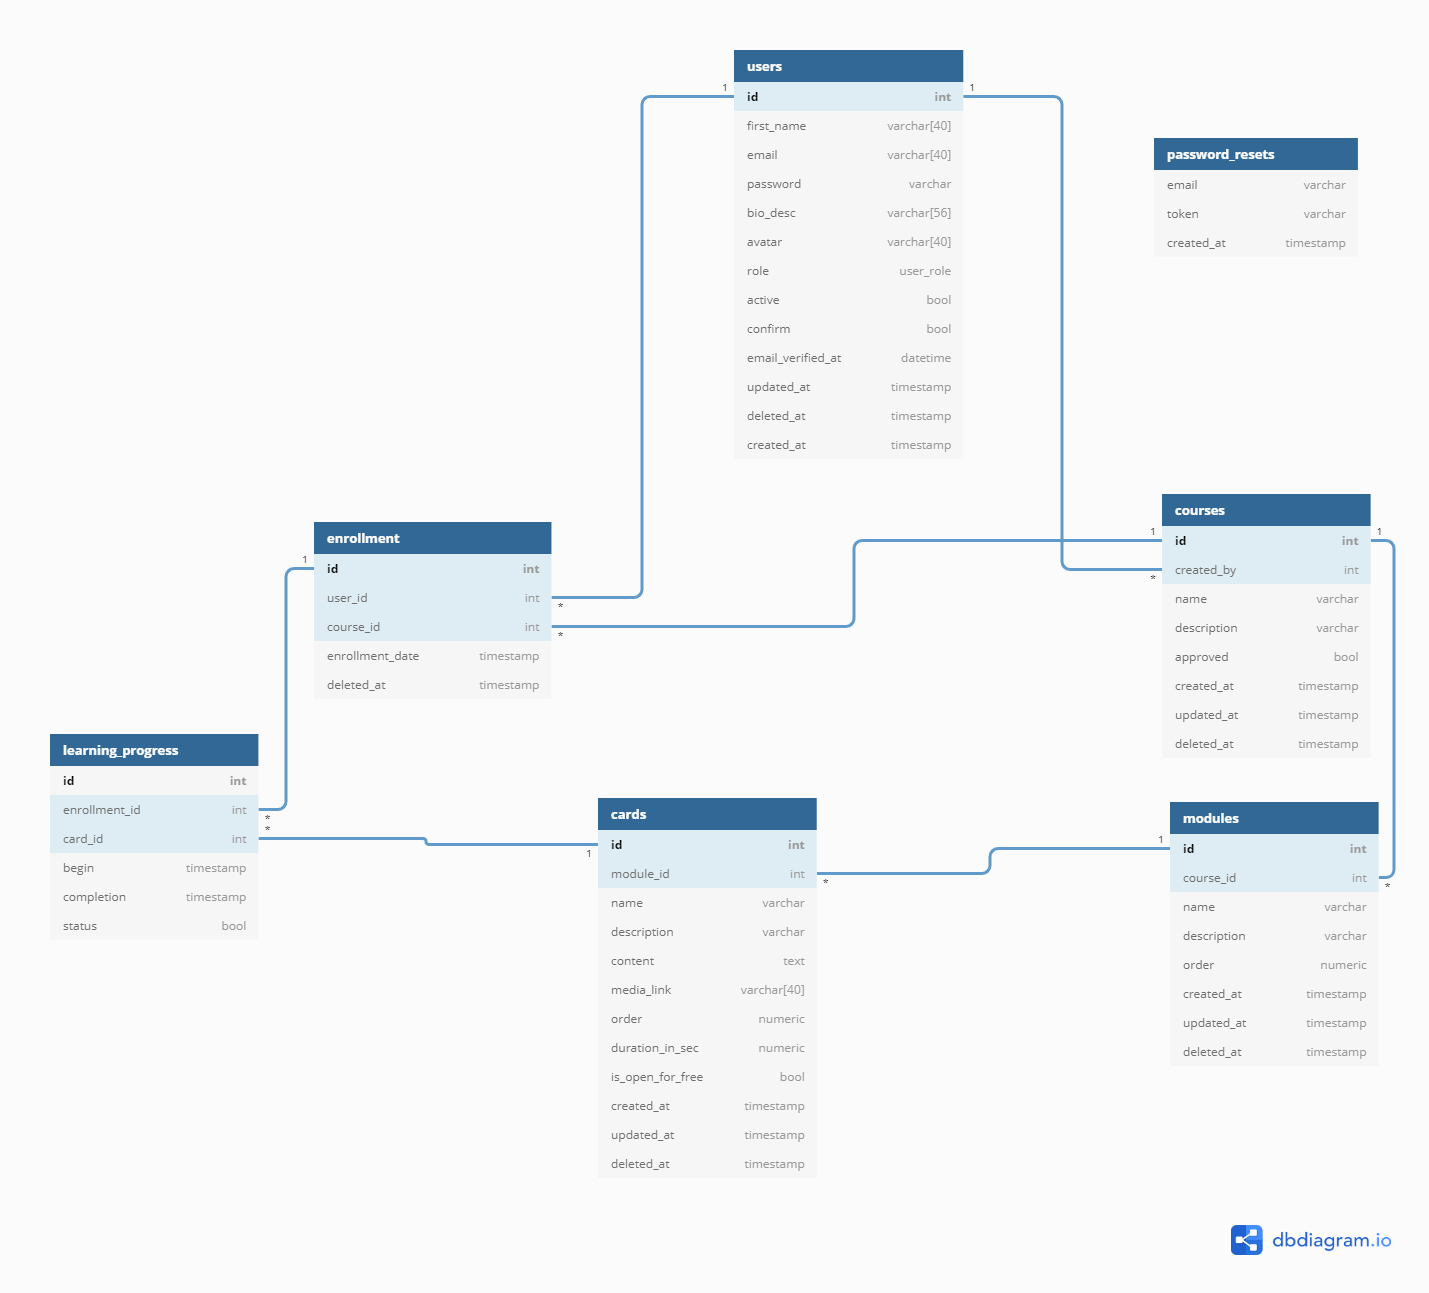 users
1
id int
1
first_name varchar[40]
email varchar[40]
password varchar
bio_desc varchar[56]
avatar varchar[40]
role user_role
active bool
confirm bool
email_verified_at datetime
updated_at timestamp
deleted_at timestamp
created_at timestamp
password_resets
email varchar
token varchar
created_at timestamp
courses
1
id int
1
created_by int
*
name varchar
description varchar
approved bool
created_at timestamp
updated_at timestamp
deleted_at timestamp
enrollment
1
id int
user_id int
*
course_id int
*
enrollment_date timestamp
deleted_at timestamp
learning_progress
id int
enrollment_id int
*
*
card_id int
begin timestamp
completion timestamp
status bool
cards
id int
1
module_id int
*
name varchar
description varchar
content text
media_link varchar[40]
order numeric
duration_in_sec numeric
is_open_for_free bool
created_at timestamp
updated_at timestamp
deleted_at timestamp
modules
1
id int
course_id int
*
name varchar
description varchar
order numeric
created_at timestamp
updated_at timestamp
deleted_at timestamp
dbdiagram.io